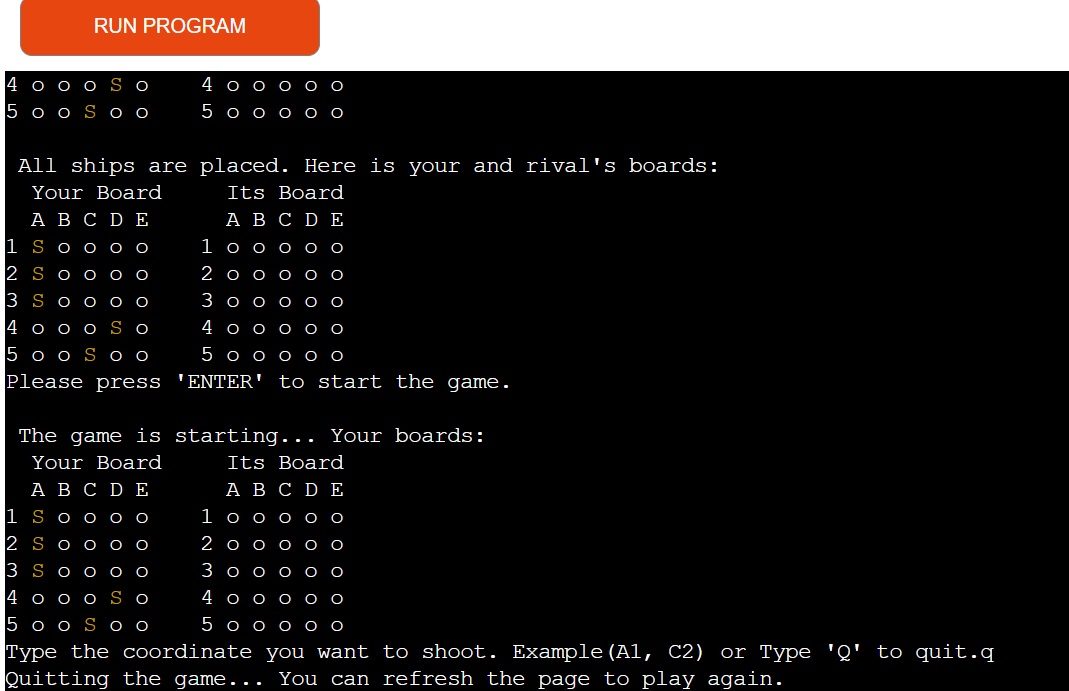 RUN PROGRAM
4 o o o S o    4 o o o o o
5 o o S o o    5 o o o o o
All ships are placed. Here is your and rival's boards:
Your Board     Its Board
A B C D E      A B C D E
1 S o o o o    1 o o o o o
2 S o o o o    2 o o o o o
3 S o o o o    3 o o o o o
4 o o o S o    4 o o o o o
5 o o S o o    5 o o o o o
Please press 'ENTER' to start the game.
The game is starting... Your boards:
Your Board     Its Board
A B C D E      A B C D E
1 S o o o o    1 o o o o o
2 S o o o o    2 o o o o o
3 S o o o o    3 o o o o o
4 o o o S o    4 o o o o o
5 o o S o o    5 o o o o o
Type the coordinate you want to shoot. Example(A1, C2) or Type 'Q' to quit.q
Quitting the game... You can refresh the page to play again.